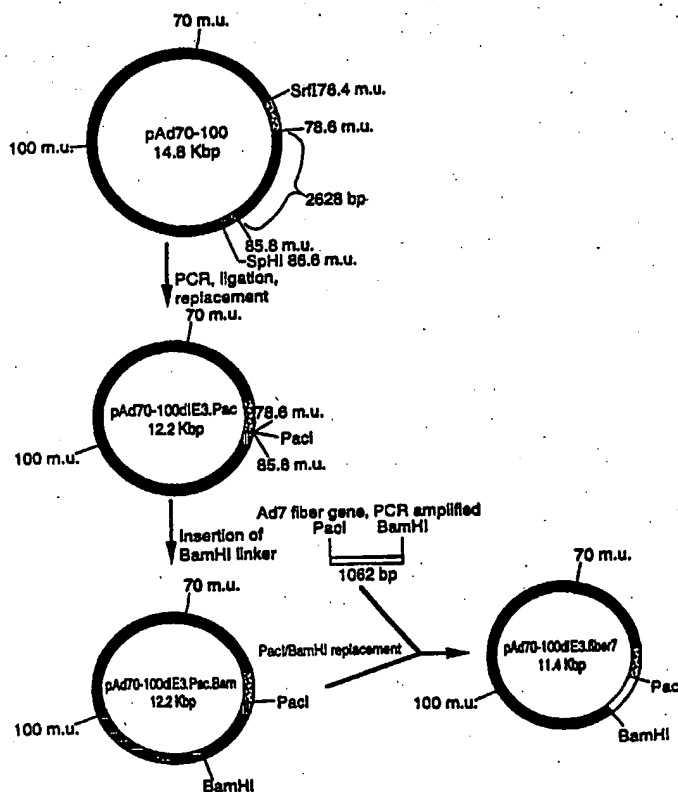 70 m.u.
SrfI78.4 m.u.
pAd70-100
14.8 Kbp
78.6 m.u.
100 m.u.
2628 bp
85.8 m.u.
SpHI 86.6 m.u.
PCR, ligation,
replacement
70 m.u.
pAd70-100dlE3.Pac
12.2 Kbp
78.6 m.u.
PacI
100 m.u.
85.8 m.u.
Ad7 fiber gene, PCR amplified
PacI BamHI
Insertion of
BamHI linker
1062 bp
70 m.u.
70 m.u.
PacI/BamHI replacement
pAd70-100dlE3.fiber7
11.4 Kbp
pAd70-100dlE3.Pac.Bam
12.2 Kbp
PacI
Pac
100 m.u.
100 m.u.
BamHI
BamHI